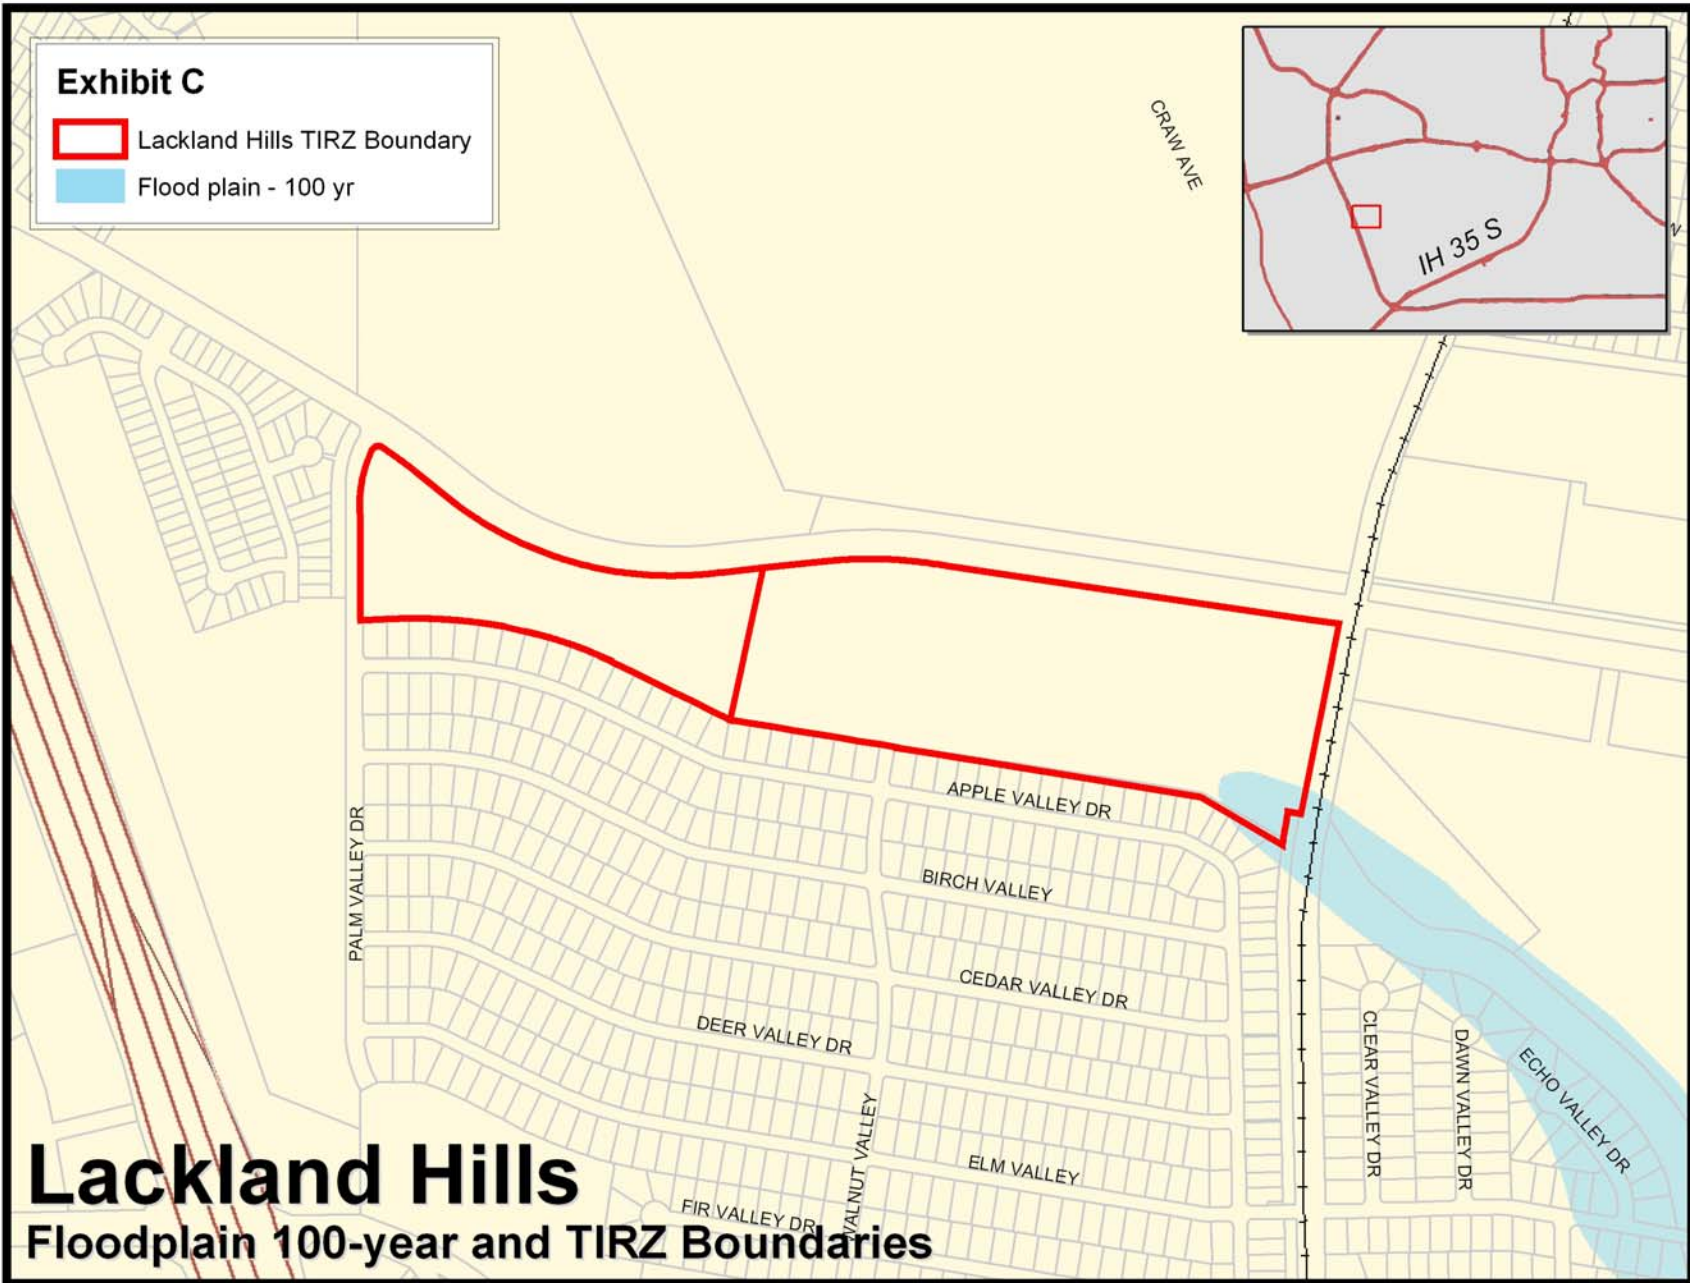 Exhibit C
Lackland Hills TIRZ Boundary
Flood plain - 100 yr
CRAW AVE
IH 35 S
N
APPLE VALLEY DR
PALM VALLEY DR
BIRCH VALLEY
CEDAR VALLEY DR
DEER VALLEY DR
CLEAR VALLEY DR
DAWN VALLEY DR
ECHO VALLEY DR
WALNUT VALLEY
ELM VALLEY
FIR VALLEY DR
Lackland Hills
Floodplain 100-year and TIRZ Boundaries